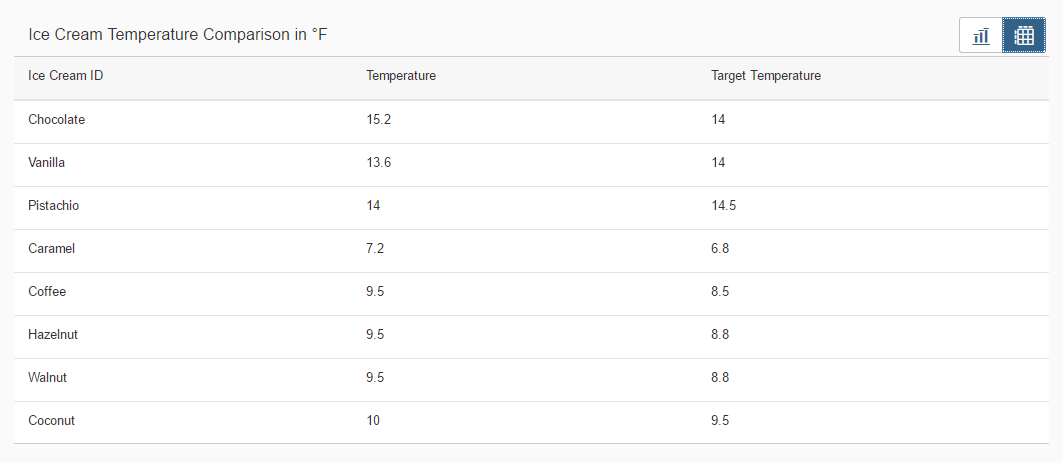 Ice Cream Temperature Comparison in °F
Ice Cream ID Temperature Target Temperature
Chocolate 15.2 14
Vanilla 13.6 14
Pistachio 14 14.5
Caramel 7.2 6.8
Coffee 9.5 8.5
Hazelnut 9.5 8.8
Walnut 9.5 8.8
Coconut 10 9.5